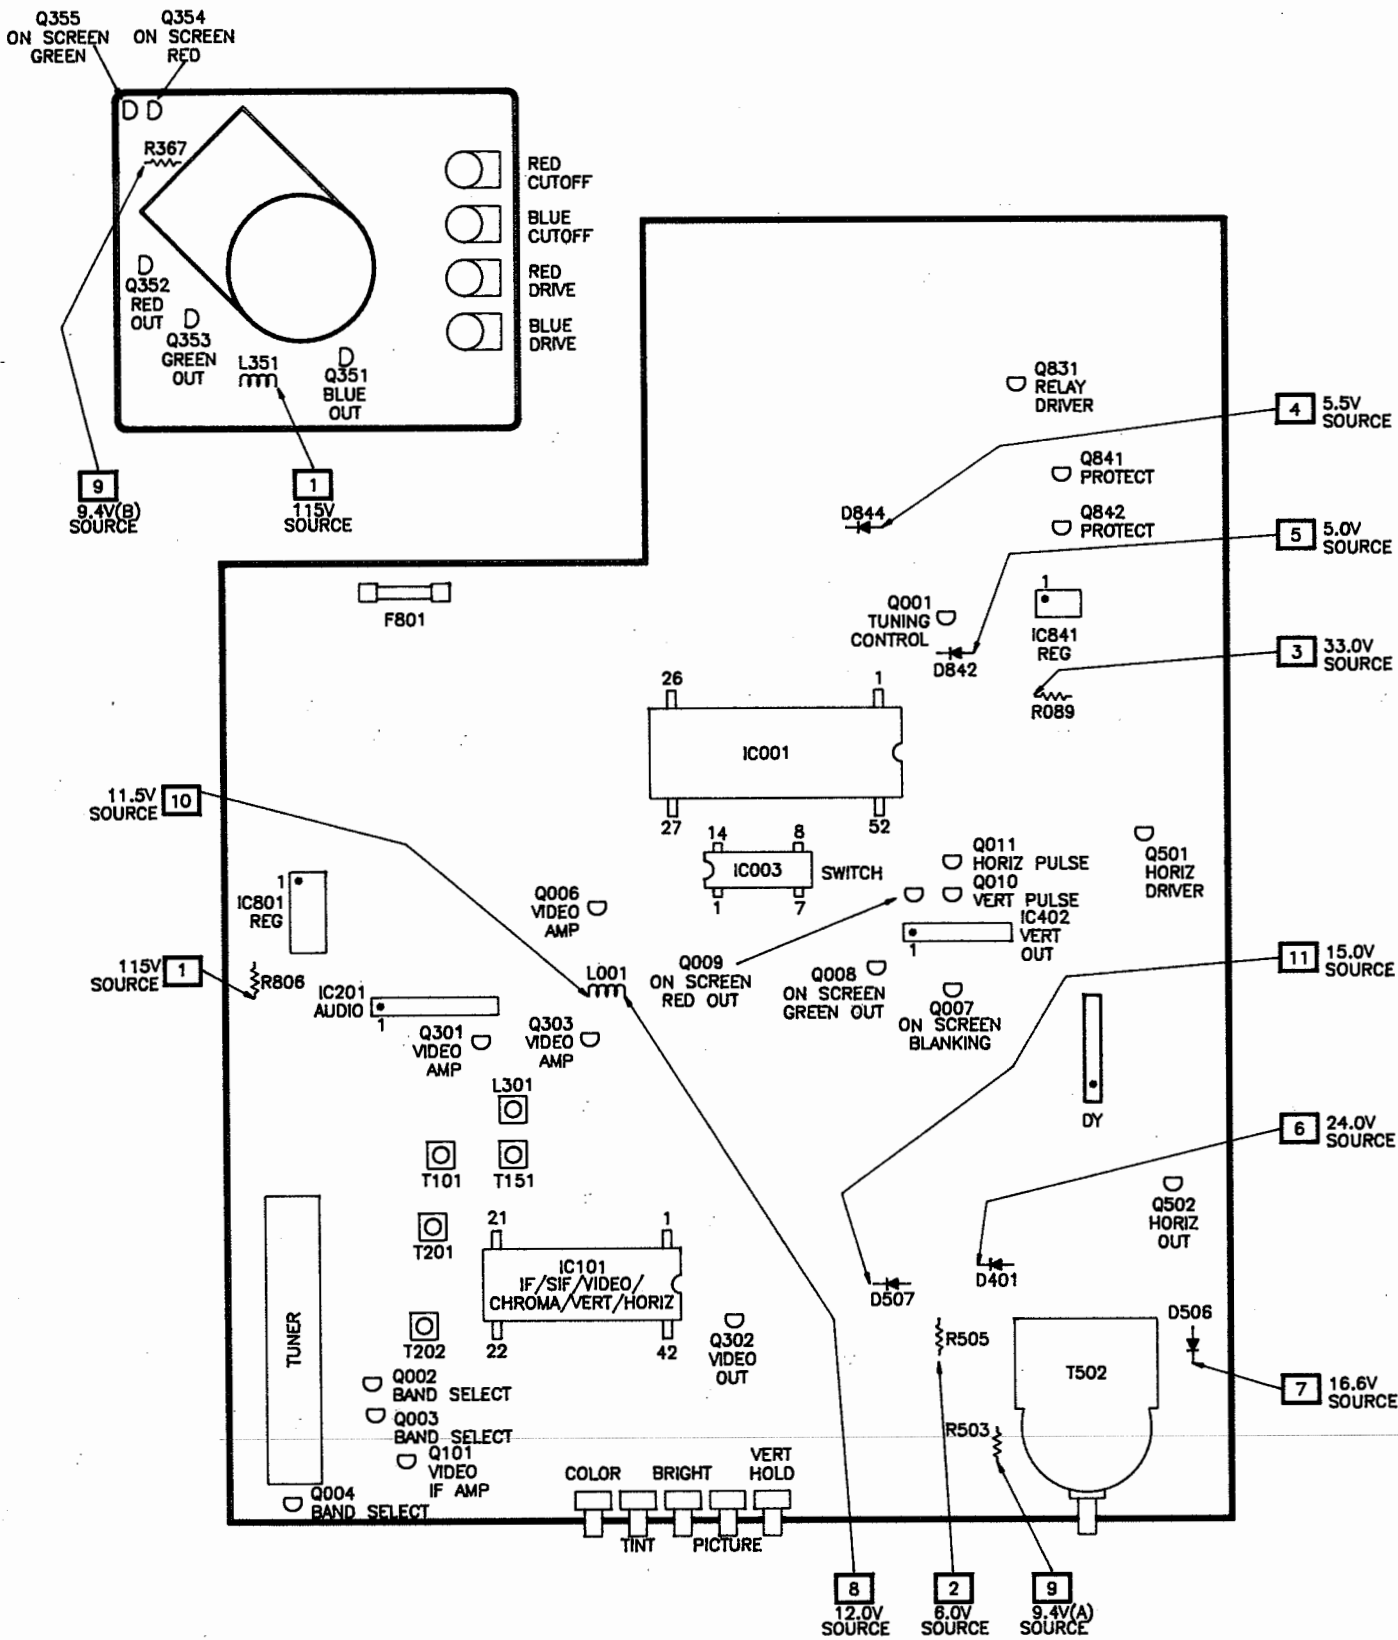 Q355
ON SCREEN
GREEN
Q354
ON SCREEN
RED
R367
RED
CUTOFF
BLUE
CUTOFF
RED
DRIVE
BLUE
DRIVE
Q352
RED
OUT
Q353
GREEN
OUT
L351
Q351
BLUE
OUT
9
9.4V(B)
SOURCE
1
115V
SOURCE
Q831
RELAY
DRIVER
4
5.5V
SOURCE
Q841
PROTECT
D844
Q842
PROTECT
5
5.0V
SOURCE
F801
Q001
TUNING
CONTROL
D842
1
IC841
REG
3
33.0V
SOURCE
R089
26
1
IC001
27
52
11.5V
SOURCE
10
14
8
IC003
SWITCH
1
7
Q011
HORIZ PULSE
Q010
VERT PULSE
Q501
HORIZ
DRIVER
1
IC801
REG
Q006
VIDEO
AMP
IC402
VERT
OUT
1
115V
SOURCE
1
R806
L001
Q009
ON SCREEN
RED OUT
Q008
ON SCREEN
GREEN OUT
Q007
ON SCREEN
BLANKING
11
15.0V
SOURCE
IC201
AUDIO
1
Q301
VIDEO
AMP
Q303
VIDEO
AMP
L301
DY
6
24.0V
SOURCE
T101
T151
T201
21
1
IC101
IF/SIF/VIDEO/
CHROMA/VERT/HORIZ
22
42
Q502
HORIZ
OUT
D401
D507
D506
TUNER
T202
Q302
VIDEO
OUT
R505
T502
7
16.6V
SOURCE
Q002
BAND SELECT
Q003
BAND SELECT
Q101
VIDEO
IF AMP
R503
Q004
BAND SELECT
COLOR
BRIGHT
VERT
HOLD
TINT
PICTURE
8
12.0V
SOURCE
2
6.0V
SOURCE
9
9.4V(A)
SOURCE